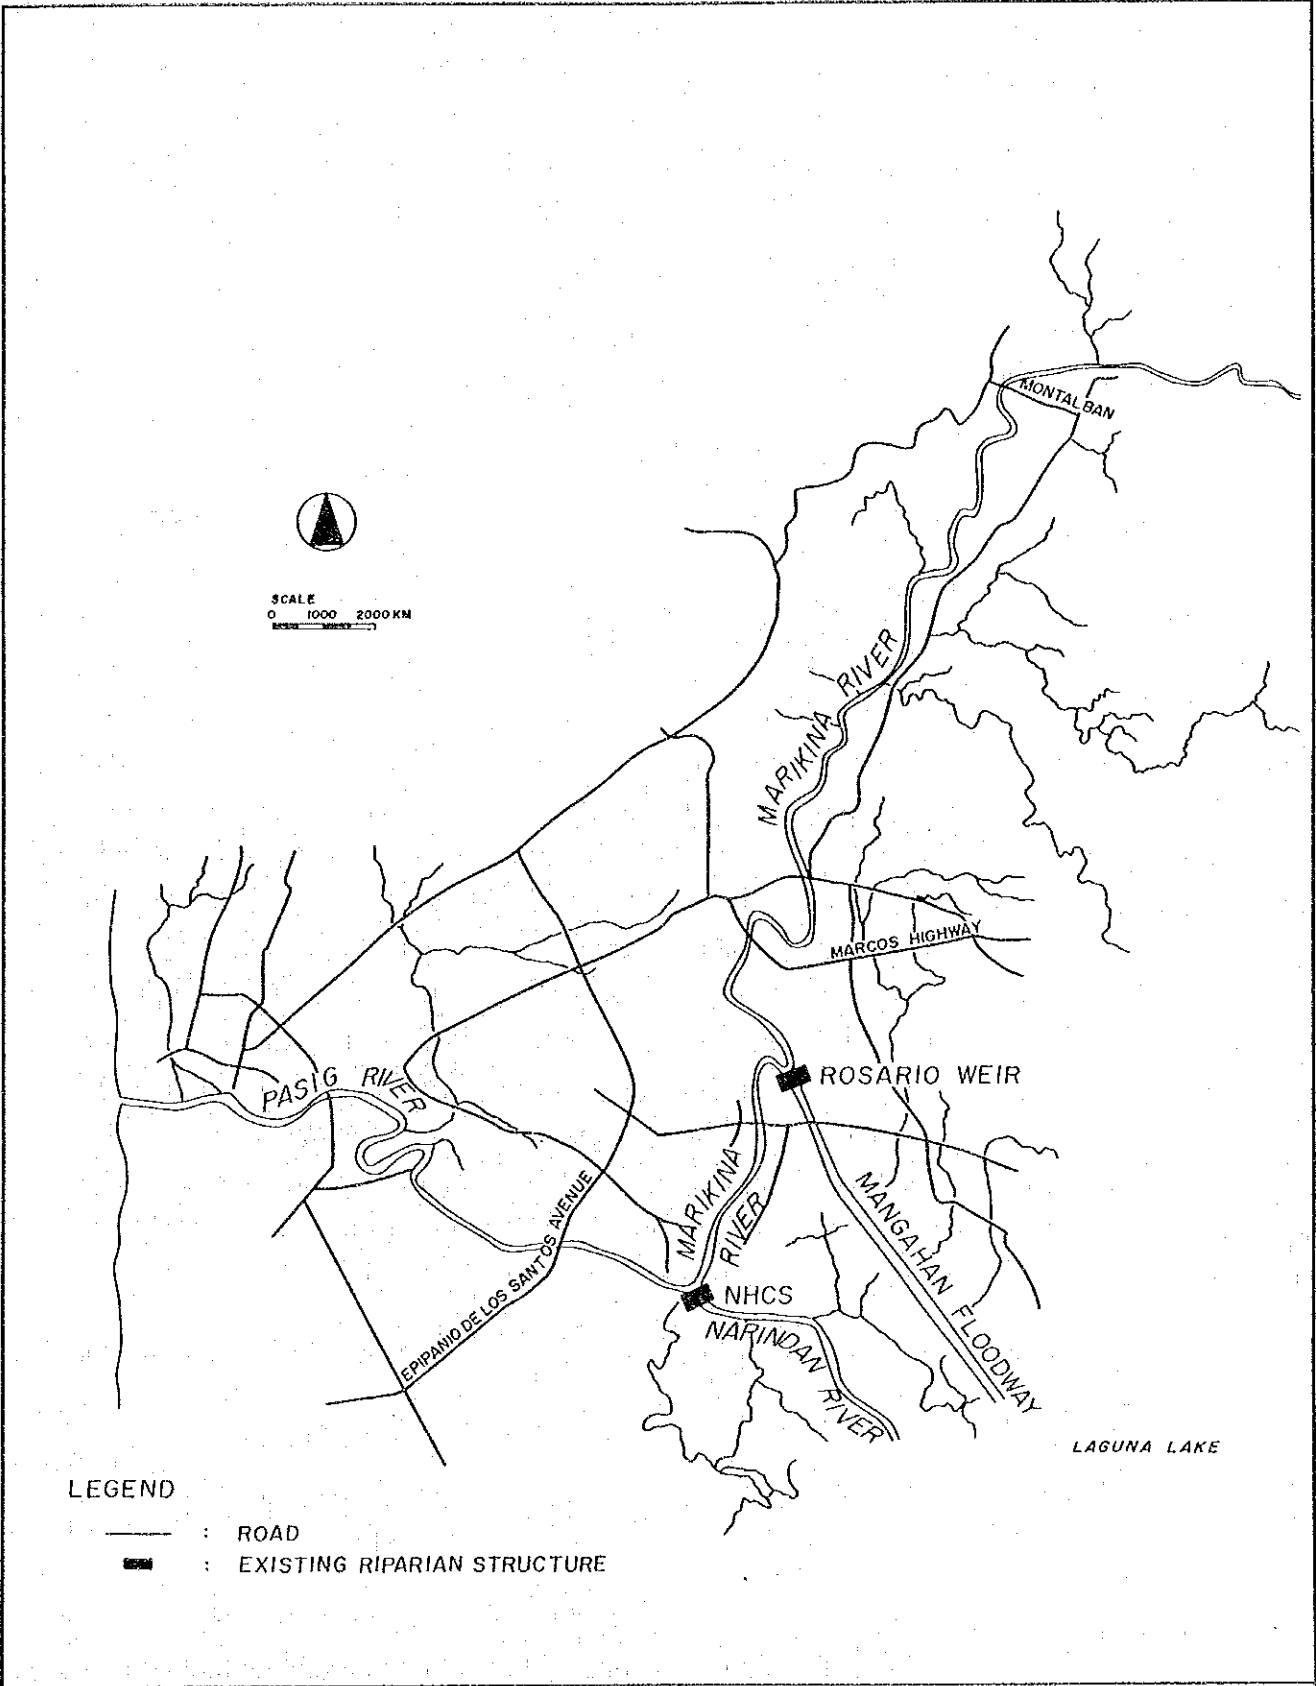 MONTALBAN
SCALE
0 1000 2000 KM
MARIKINA RIVER
MARCOS HIGHWAY
ROSARIO WEIR
PASIG RIVER
MARIKINA
RIVER
MANGAHAN FLOODWAY
EPIPANIO DE LOS SANTOS AVENUE
NHCS
NARINDAN RIVER
LAGUNA LAKE
LEGEND
: ROAD
: EXISTING RIPARIAN STRUCTURE